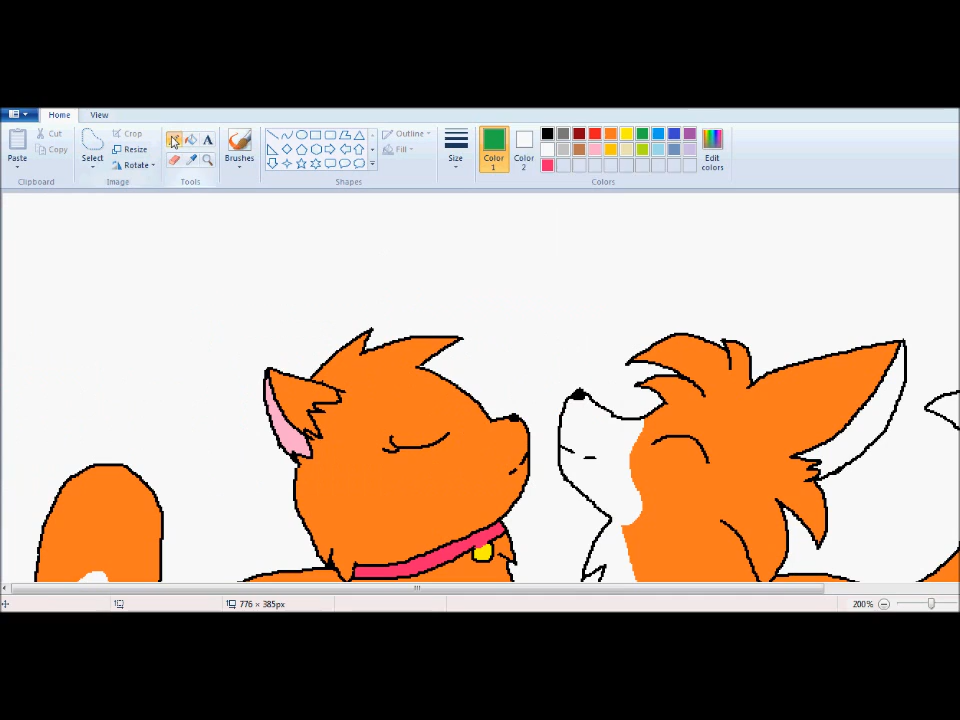 Home View
Cut
Copy
Paste
Clipboard
Crop
Resize
Rotate
Select
Image
A
Tools
Brushes
Outline
Fill
Shapes
Size
Color 1
Color 2
Edit colors
Colors
776 × 385px
200%